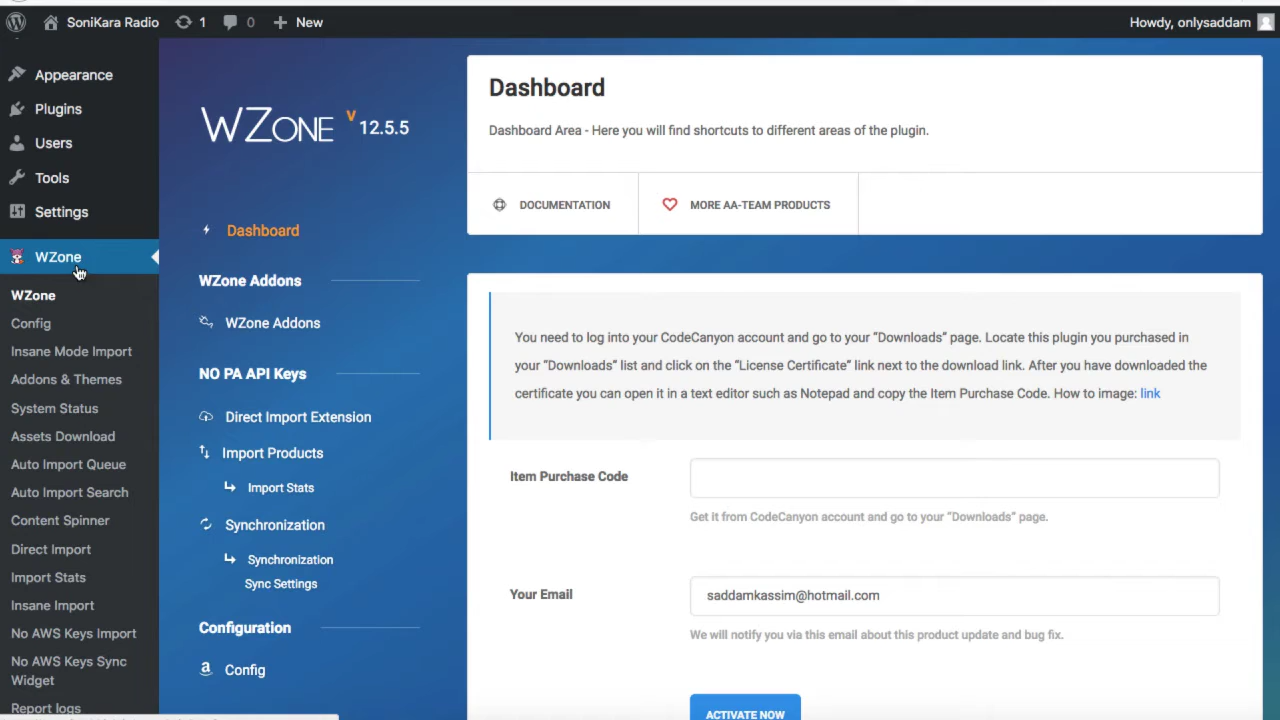 SoniKara Radio 1 0 New Howdy, onlysaddam
Appearance
Plugins
Users
Tools
Settings
WZone
WZone
Config
Insane Mode Import
Addons & Themes
System Status
Assets Download
Auto Import Queue
Auto Import Search
Content Spinner
Direct Import
Import Stats
Insane Import
No AWS Keys Import
No AWS Keys Sync
Widget
Report logs
WZONE V 12.5.5
Dashboard
WZone Addons
WZone Addons
NO PA API Keys
Direct Import Extension
Import Products
Import Stats
Synchronization
Synchronization
Sync Settings
Configuration
Config
Dashboard
Dashboard Area - Here you will find shortcuts to different areas of the plugin.
DOCUMENTATION MORE AA-TEAM PRODUCTS
You need to log into your CodeCanyon account and go to your “Downloads” page. Locate this plugin you purchased in
your “Downloads” list and click on the “License Certificate” link next to the download link. After you have downloaded the
certificate you can open it in a text editor such as Notepad and copy the Item Purchase Code. How to image: link
Item Purchase Code
Get it from CodeCanyon account and go to your “Downloads” page.
Your Email saddamkassim@hotmail.com
We will notify you via this email about this product update and bug fix.
ACTIVATE NOW